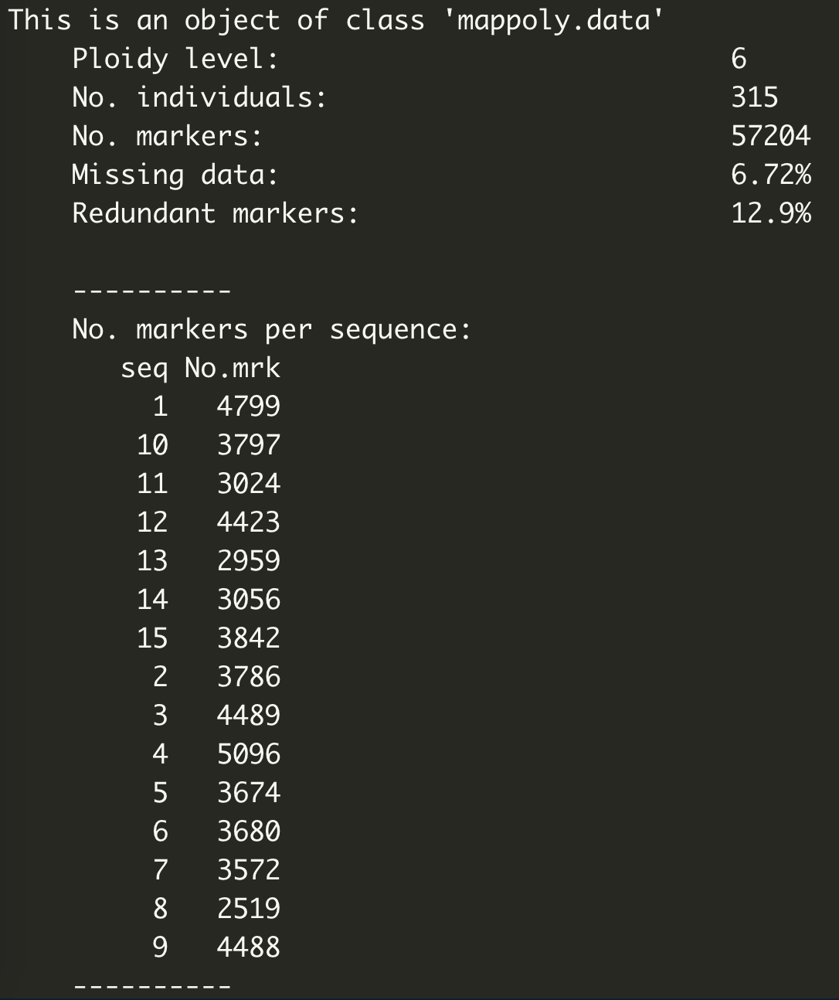 This is an object of class 'mappoly.data'
    Ploidy level:                            6
    No. individuals:                         315
    No. markers:                             57204
    Missing data:                            6.72%
    Redundant markers:                       12.9%

    ----------
    No. markers per sequence:
       seq No.mrk
         1   4799
        10   3797
        11   3024
        12   4423
        13   2959
        14   3056
        15   3842
         2   3786
         3   4489
         4   5096
         5   3674
         6   3680
         7   3572
         8   2519
         9   4488
    ----------